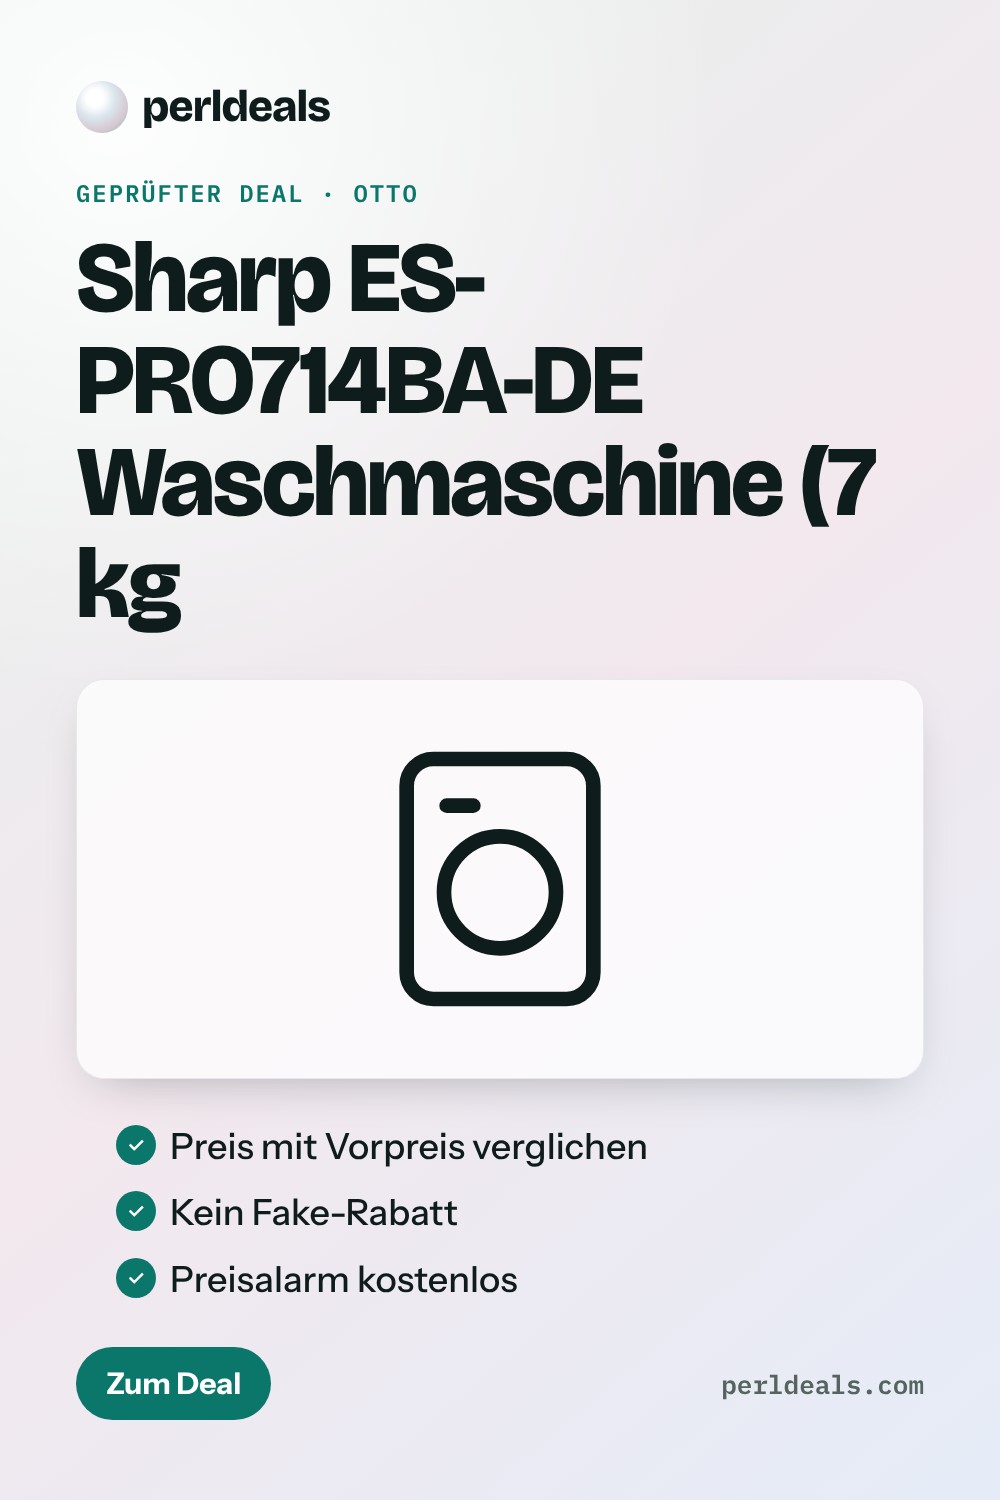 perldeals
GEPRÜFTER DEAL · OTTO
Sharp ES-
PRO714BA-DE
Waschmaschine (7
kg
Preis mit Vorpreis verglichen
Kein Fake-Rabatt
Preisalarm kostenlos
Zum Deal
perldeals.com